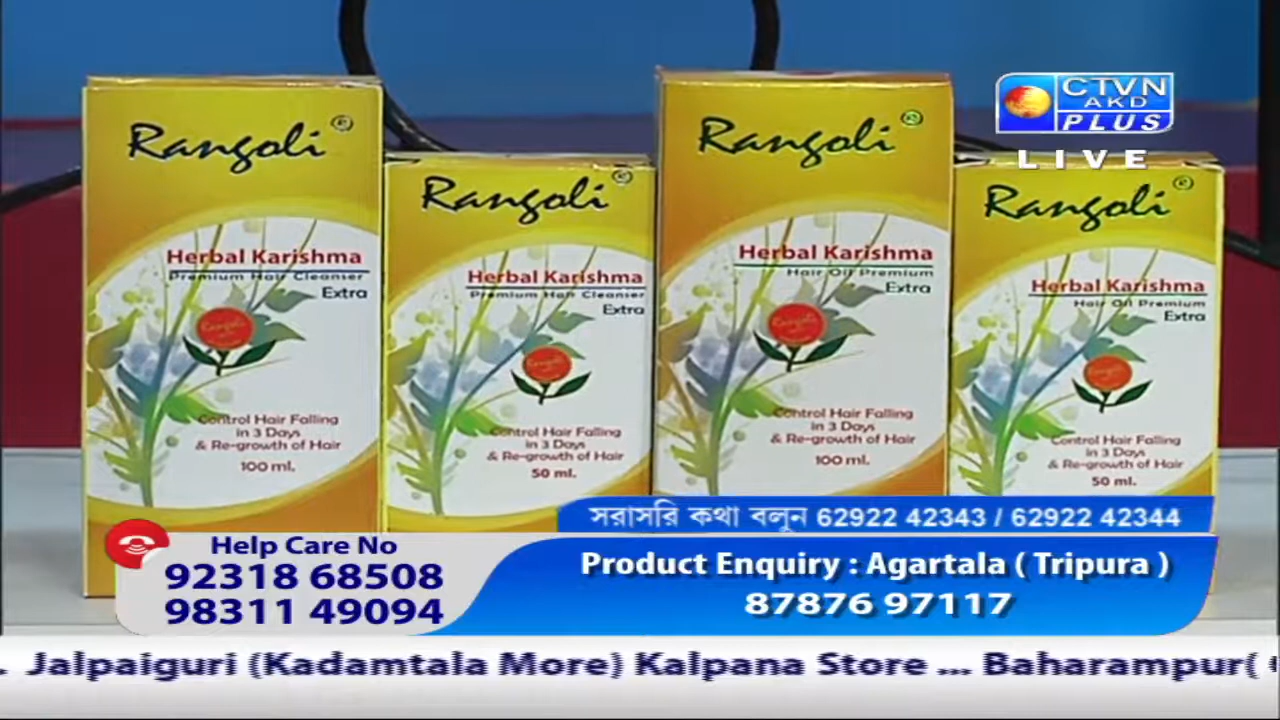 Rangoli®
Herbal Karishma
Premium Hair Cleanser
Extra
Rangoli
Control Hair Falling
in 3 Days
& Re-growth of Hair
100 ml.
Rangoli®
Herbal Karishma
Premium Hair Cleanser
Extra
Rangoli
Control Hair Falling
in 3 Days
& Re-growth of Hair
50 ml.
Rangoli®
Herbal Karishma
Hair Oil Premium
Extra
Rangoli
Control Hair Falling
in 3 Days
& Re-growth of Hair
100 ml.
Rangoli®
Herbal Karishma
Hair Oil Premium
Extra
Rangoli
Control Hair Falling
in 3 Days
& Re-growth of Hair
50 ml.
CTVN
AKD
PLUS
LIVE
সরাসরি কথা বলুন 62922 42343 / 62922 42344
Help Care No
92318 68508
98311 49094
Product Enquiry : Agartala ( Tripura )
87876 97117
. Jalpaiguri (Kadamtala More) Kalpana Store ... Baharampur(